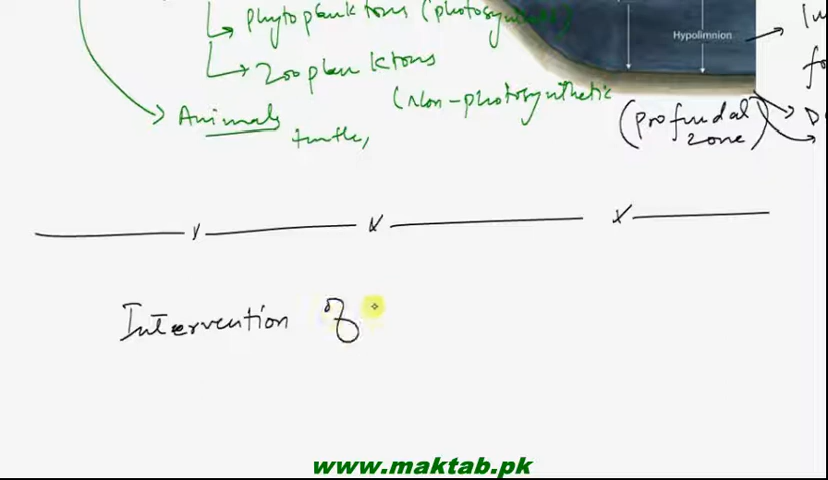 phytoplanktons (photosynthetic)
Hypolimnion
zooplanktons
(Non-photosynthetic
Animals
turtle,
(profundal
zone)
Intervention of
www.maktab.pk